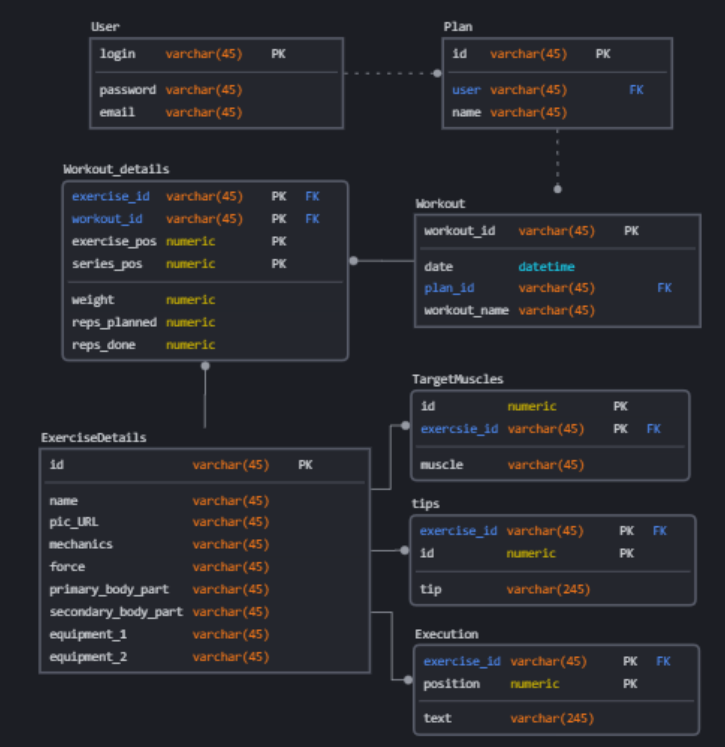 User
login varchar(45) PK
password varchar(45)
email varchar(45)
Plan
id varchar(45) PK
user varchar(45) FK
name varchar(45)
Workout_details
exercise_id varchar(45) PK FK
workout_id varchar(45) PK FK
exercise_pos numeric PK
series_pos numeric PK
weight numeric
reps_planned numeric
reps_done numeric
Workout
workout_id varchar(45) PK
date datetime
plan_id varchar(45) FK
workout_name varchar(45)
TargetMuscles
id numeric PK
exercsie_id varchar(45) PK FK
muscle varchar(45)
ExerciseDetails
id varchar(45) PK
name varchar(45)
pic_URL varchar(45)
mechanics varchar(45)
force varchar(45)
primary_body_part varchar(45)
secondary_body_part varchar(45)
equipment_1 varchar(45)
equipment_2 varchar(45)
tips
exercise_id varchar(45) PK FK
id numeric PK
tip varchar(245)
Execution
exercise_id varchar(45) PK FK
position numeric PK
text varchar(245)